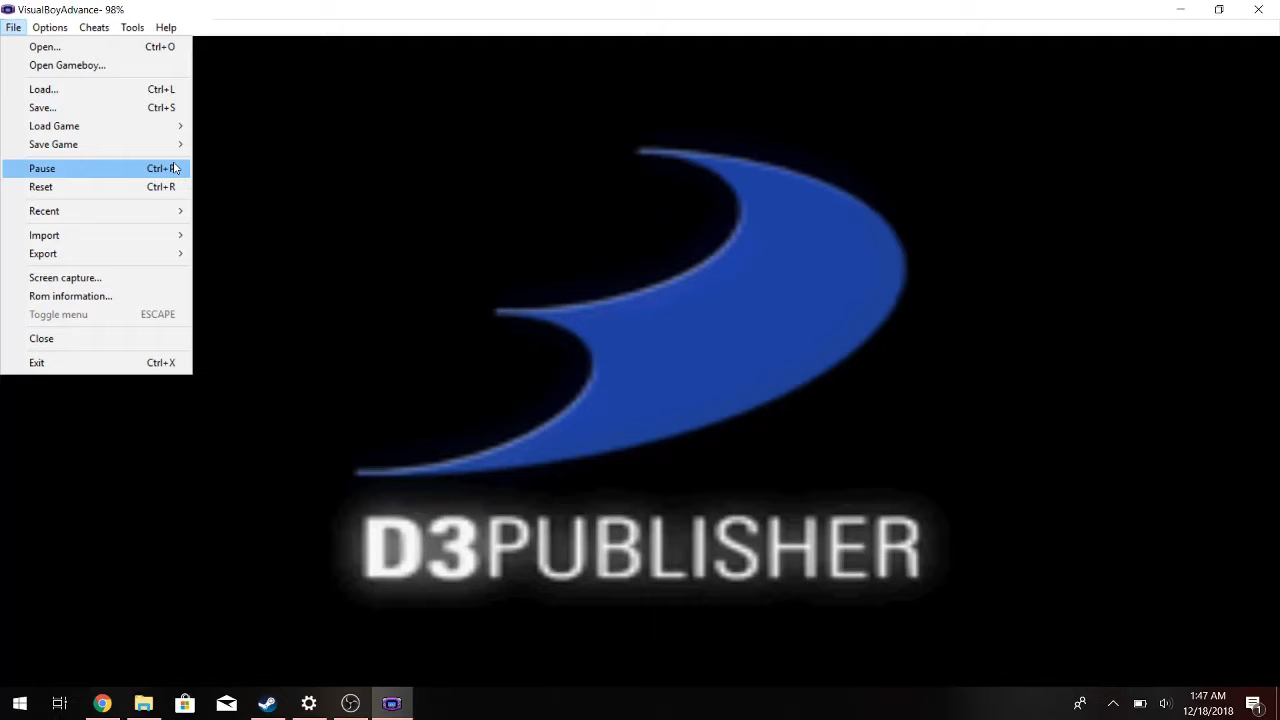 VisualBoyAdvance- 98%
File Options Cheats Tools Help
Open... Ctrl+O
Open Gameboy...
Load... Ctrl+L
Save... Ctrl+S
Load Game
Save Game
Pause
Reset Ctrl+R
Recent
Import
Export
Screen capture...
Rom information...
Toggle menu ESCAPE
Close
Exit Ctrl+X
D3PUBLISHER
1:47 AM
12/18/2018
1